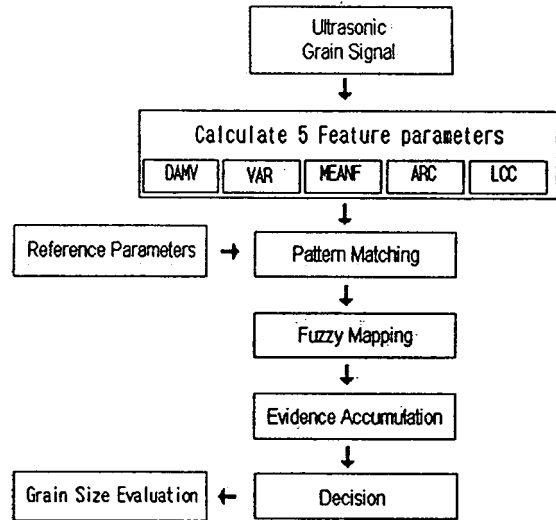 Ultrasonic
Grain Signal
Calculate 5 Feature parameters
DAMV VAR MEANF ARC LCC
Reference Parameters
Pattern Matching
Fuzzy Mapping
Evidence Accumulation
Grain Size Evaluation
Decision